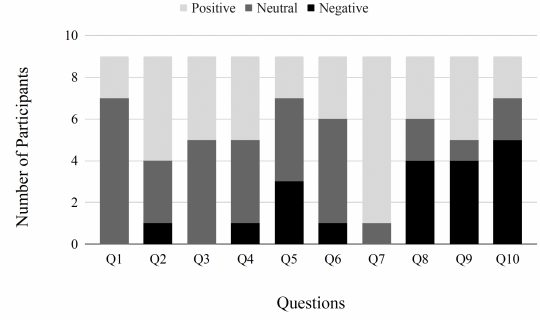 Positive Neutral Negative
Number of Participants
10
8
6
4
2
0
Q1 Q2 Q3 Q4 Q5 Q6 Q7 Q8 Q9 Q10
Questions